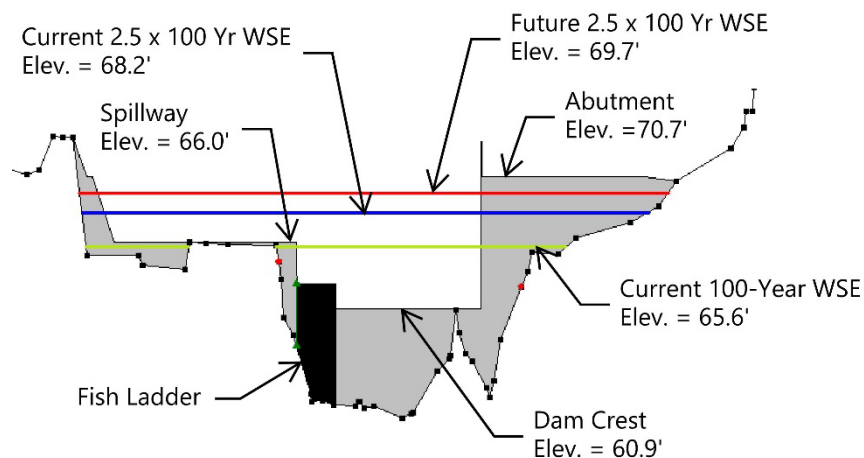 Current 2.5 x 100 Yr WSE
Elev. = 68.2'
Future 2.5 x 100 Yr WSE
Elev. = 69.7'
Spillway
Elev. = 66.0'
Abutment
Elev. =70.7'
Current 100-Year WSE
Elev. = 65.6'
Fish Ladder
Dam Crest
Elev. = 60.9'